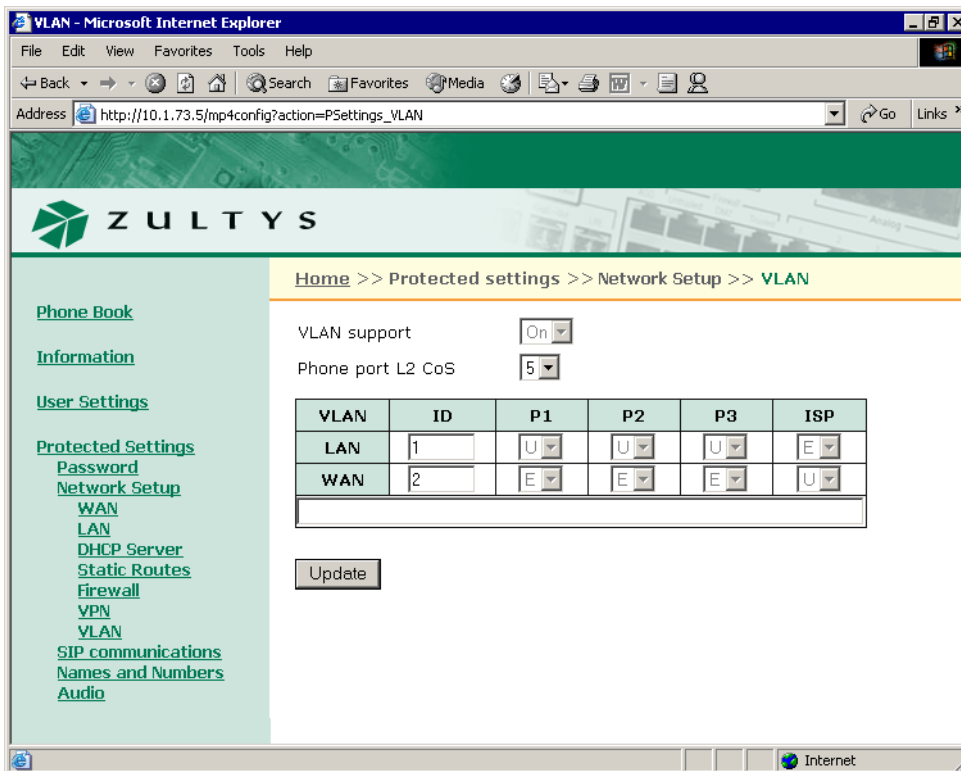 VLAN - Microsoft Internet Explorer
File Edit View Favorites Tools Help
Back Search Favorites Media
Address http://10.1.73.5/mp4config?action=PSettings_VLAN Go Links »
ZULTYS
Home >> Protected settings >> Network Setup >> VLAN
Phone Book
Information
User Settings
Protected Settings
Password
Network Setup
WAN
LAN
DHCP Server
Static Routes
Firewall
VPN
VLAN
SIP communications
Names and Numbers
Audio
VLAN support On
Phone port L2 CoS 5
VLAN ID P1 P2 P3 ISP
LAN 1 U U U E
WAN 2 E E E U
Update
Analog
Internet